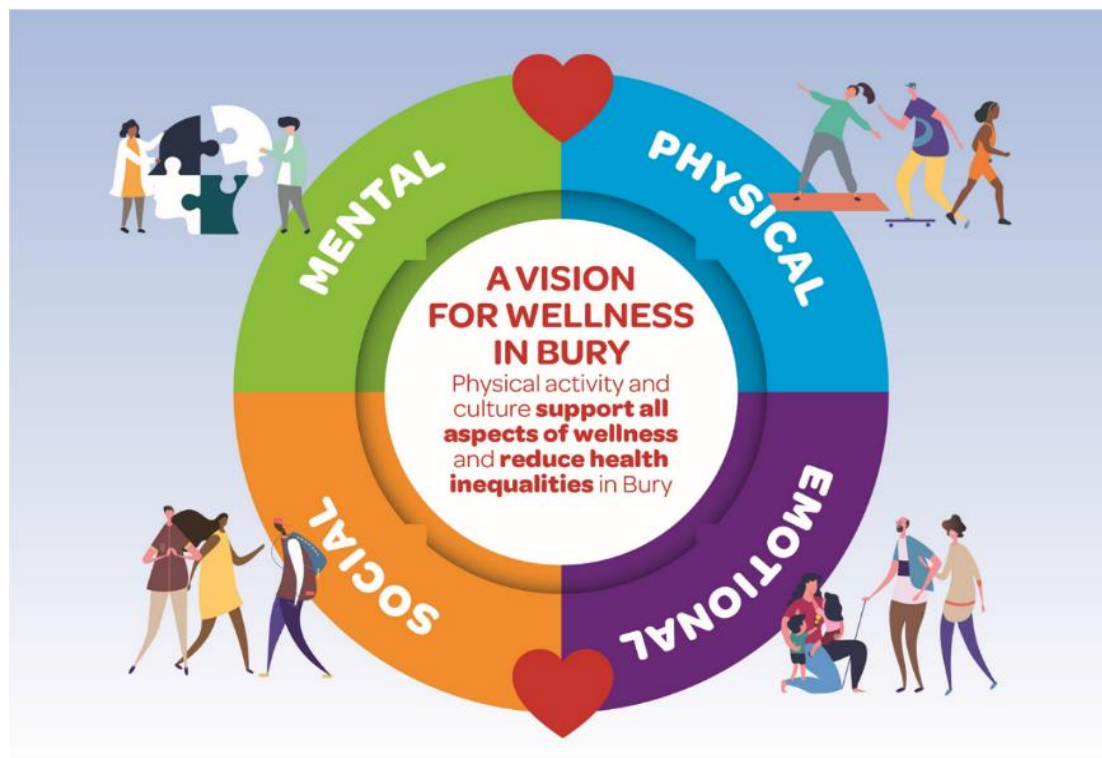 MENTAL
PHYSICAL
A VISION
FOR WELLNESS
IN BURY
Physical activity and
culture support all
aspects of wellness
and reduce health
inequalities in Bury
SOCIAL
EMOTIONAL